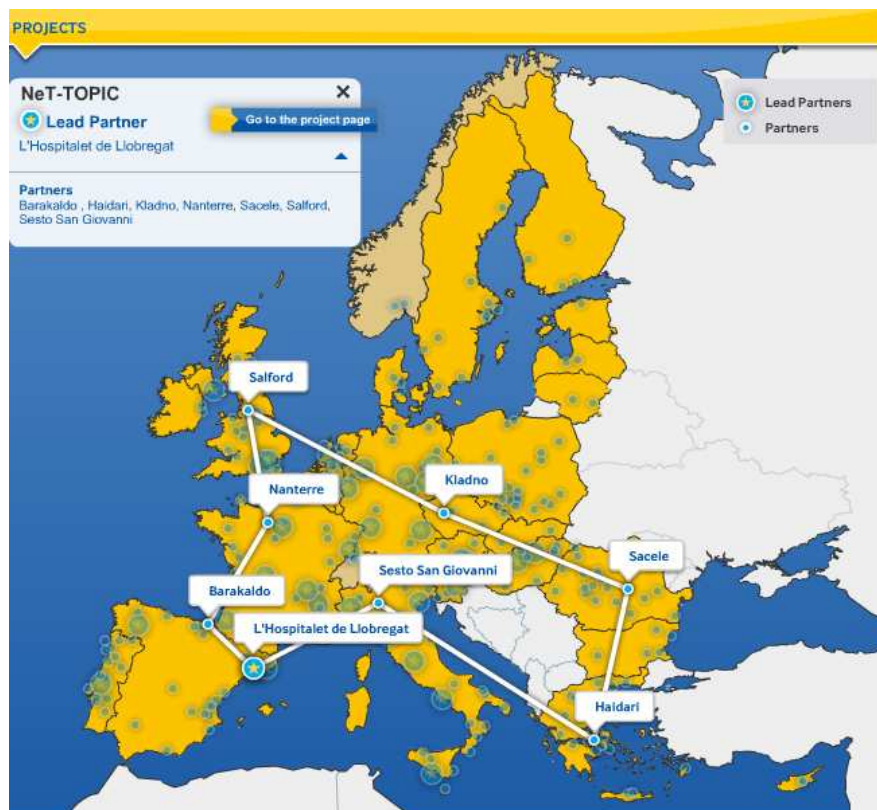 PROJECTS
NeT-TOPIC
Lead Partner
Go to the project page
L'Hospitalet de Llobregat
Partners
Barakaldo , Haidari, Kladno, Nanterre, Sacele, Salford,
Sesto San Giovanni
Lead Partners
Partners
Salford
Nanterre
Kladno
Sacele
Sesto San Giovanni
Barakaldo
L'Hospitalet de Llobregat
Haidari